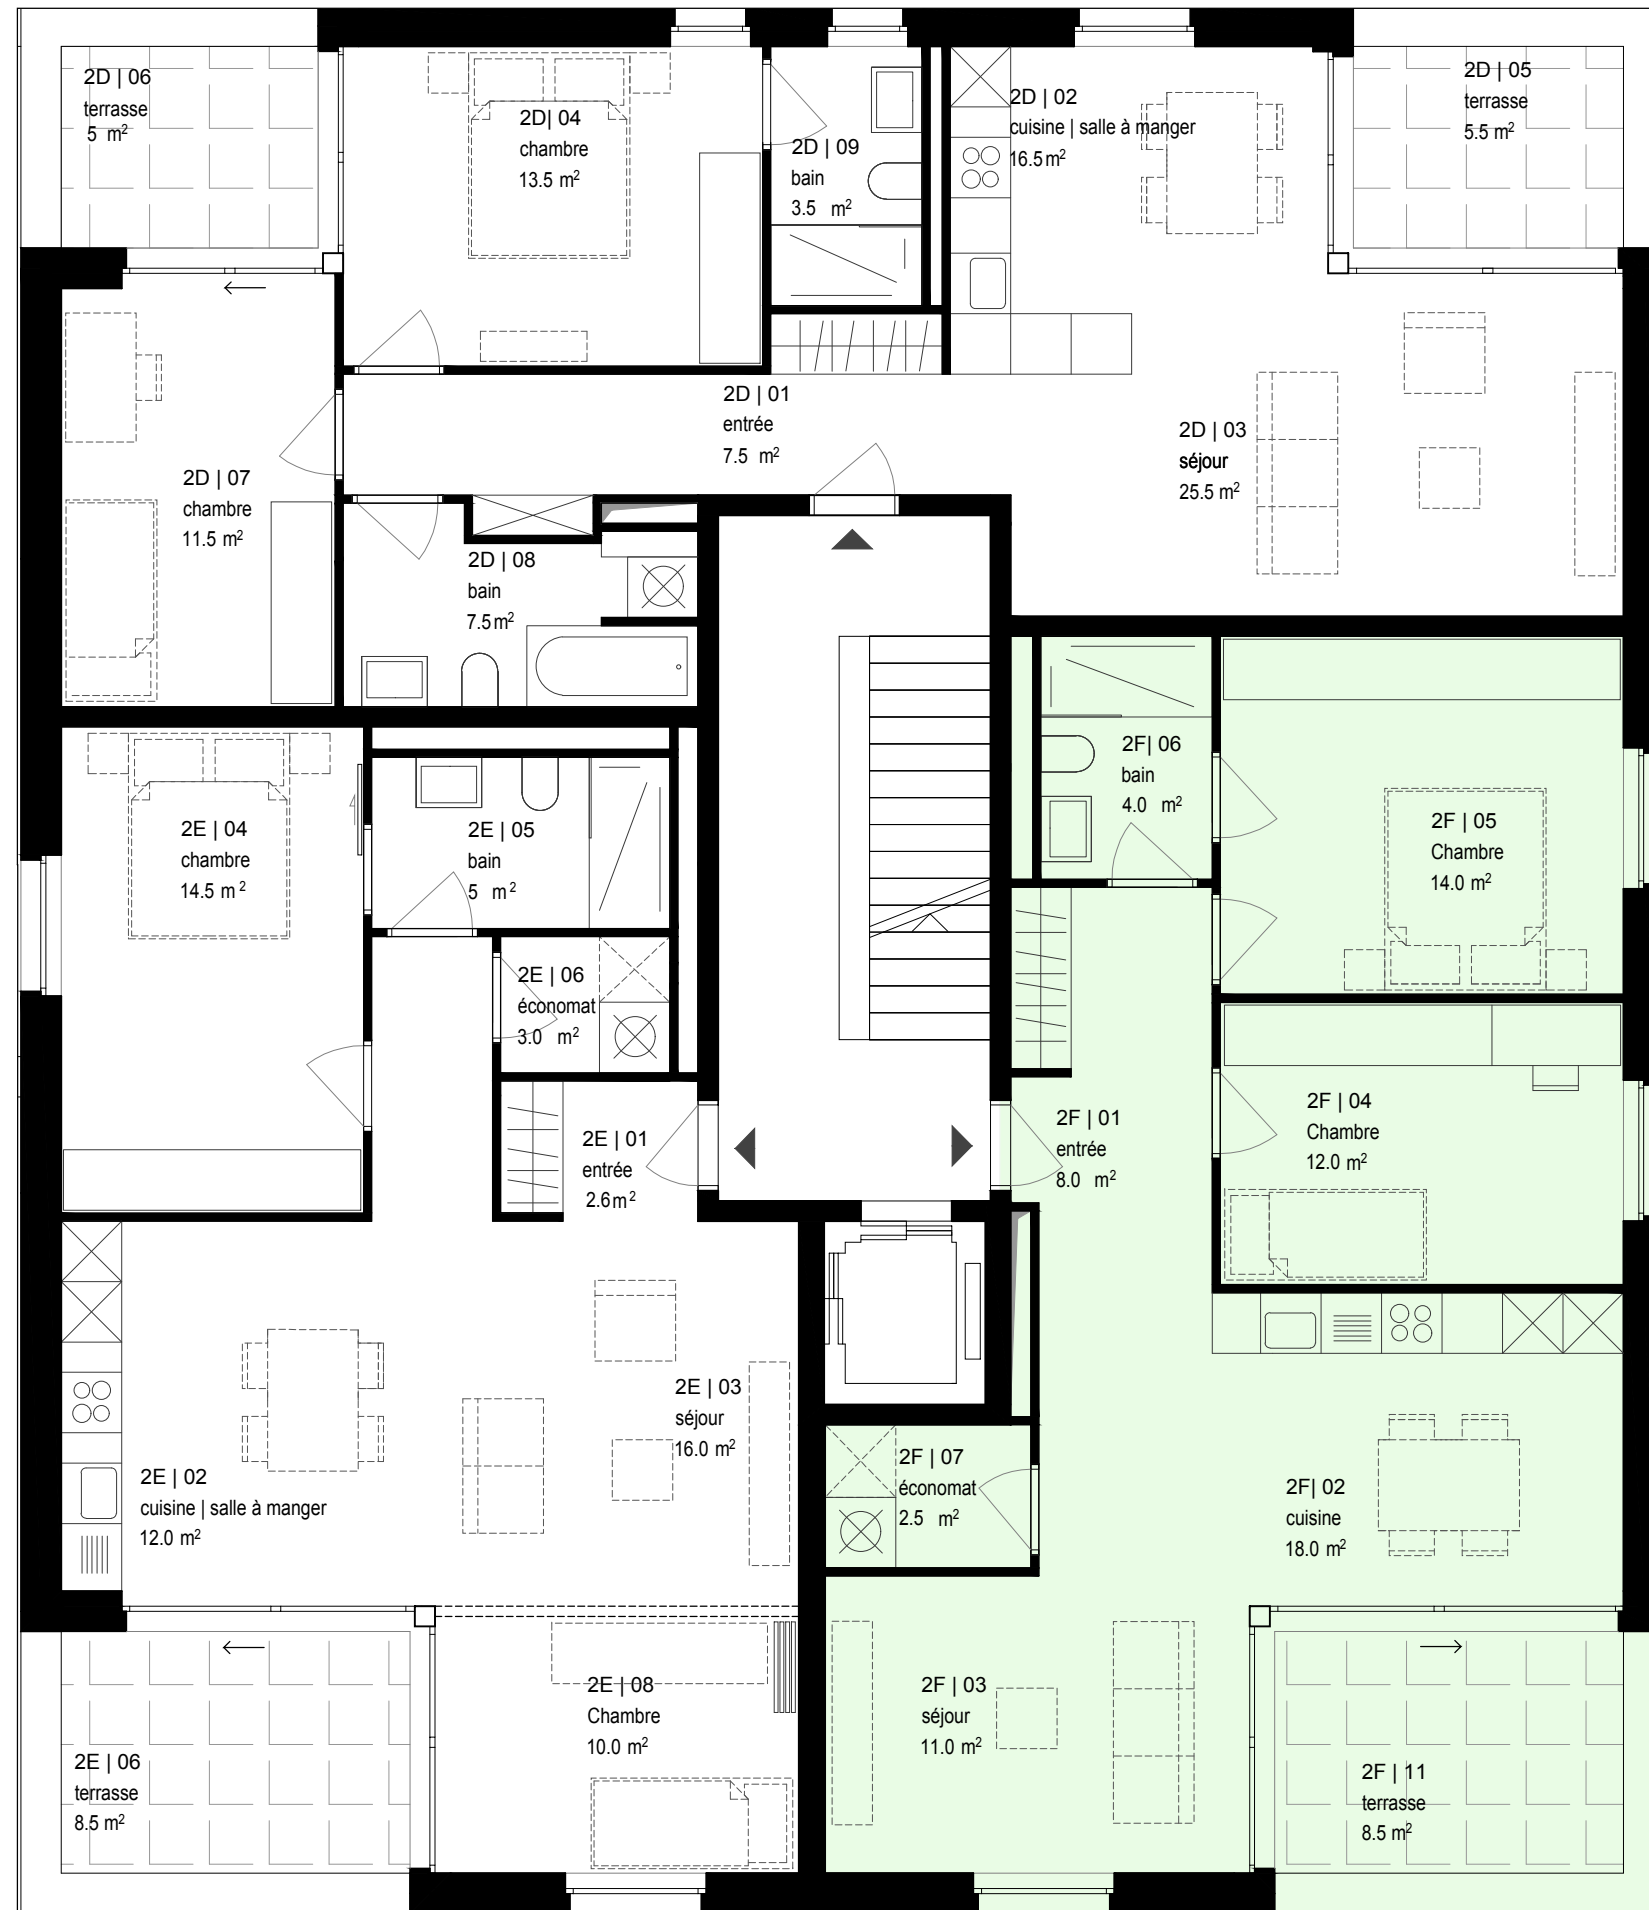 2D | 06
terrasse
5 m²
2D| 04
chambre
13.5 m²
2D | 09
bain
3.5 m²
2D | 02
cuisine | salle à manger
16.5 m²
2D | 05
terrasse
5.5 m²
2D | 01
entrée
7.5 m²
2D | 03
séjour
25.5 m²
2D | 07
chambre
11.5 m²
2D | 08
bain
7.5 m²
2F| 06
bain
4.0 m²
2E | 04
chambre
14.5 m²
2E | 05
bain
5 m²
2F | 05
Chambre
14.0 m²
2E | 06
économat
3.0 m²
2E | 01
entrée
2.6 m²
2F | 01
entrée
8.0 m²
2F | 04
Chambre
12.0 m²
2E | 03
séjour
16.0 m²
2E | 02
cuisine | salle à manger
12.0 m²
2F | 07
économat
2.5 m²
2F| 02
cuisine
18.0 m²
2E | 08
Chambre
10.0 m²
2F | 03
séjour
11.0 m²
2E | 06
terrasse
8.5 m²
2F | 11
terrasse
8.5 m²